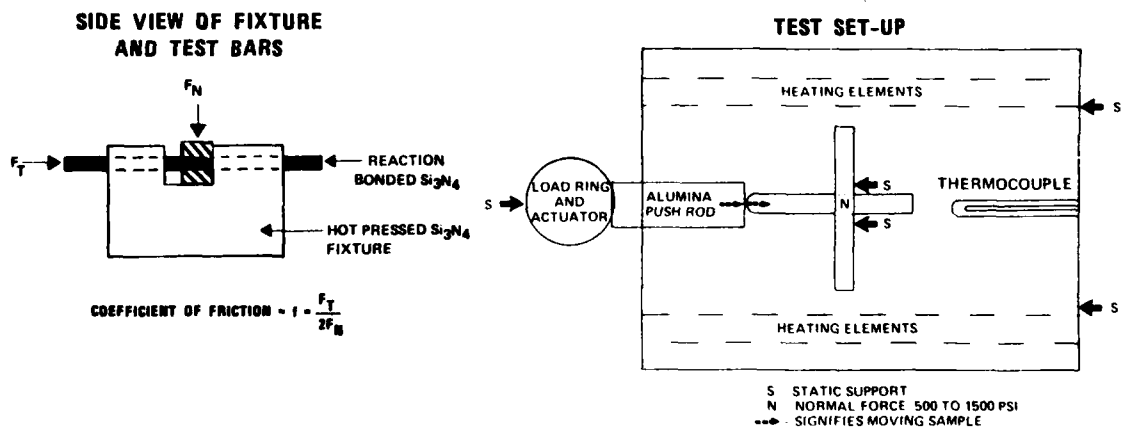 SIDE VIEW OF FIXTURE
AND TEST BARS
F_N
F_T
REACTION
BONDED Si₃N₄
HOT PRESSED Si₃N₄
FIXTURE
COEFFICIENT OF FRICTION = f = F_T / 2F_N
TEST SET-UP
HEATING ELEMENTS
S
LOAD RING
AND
ACTUATOR
S
ALUMINA
PUSH ROD
N
S
S
THERMOCOUPLE
S
HEATING ELEMENTS
S STATIC SUPPORT
N NORMAL FORCE 500 TO 1500 PSI
SIGNIFIES MOVING SAMPLE